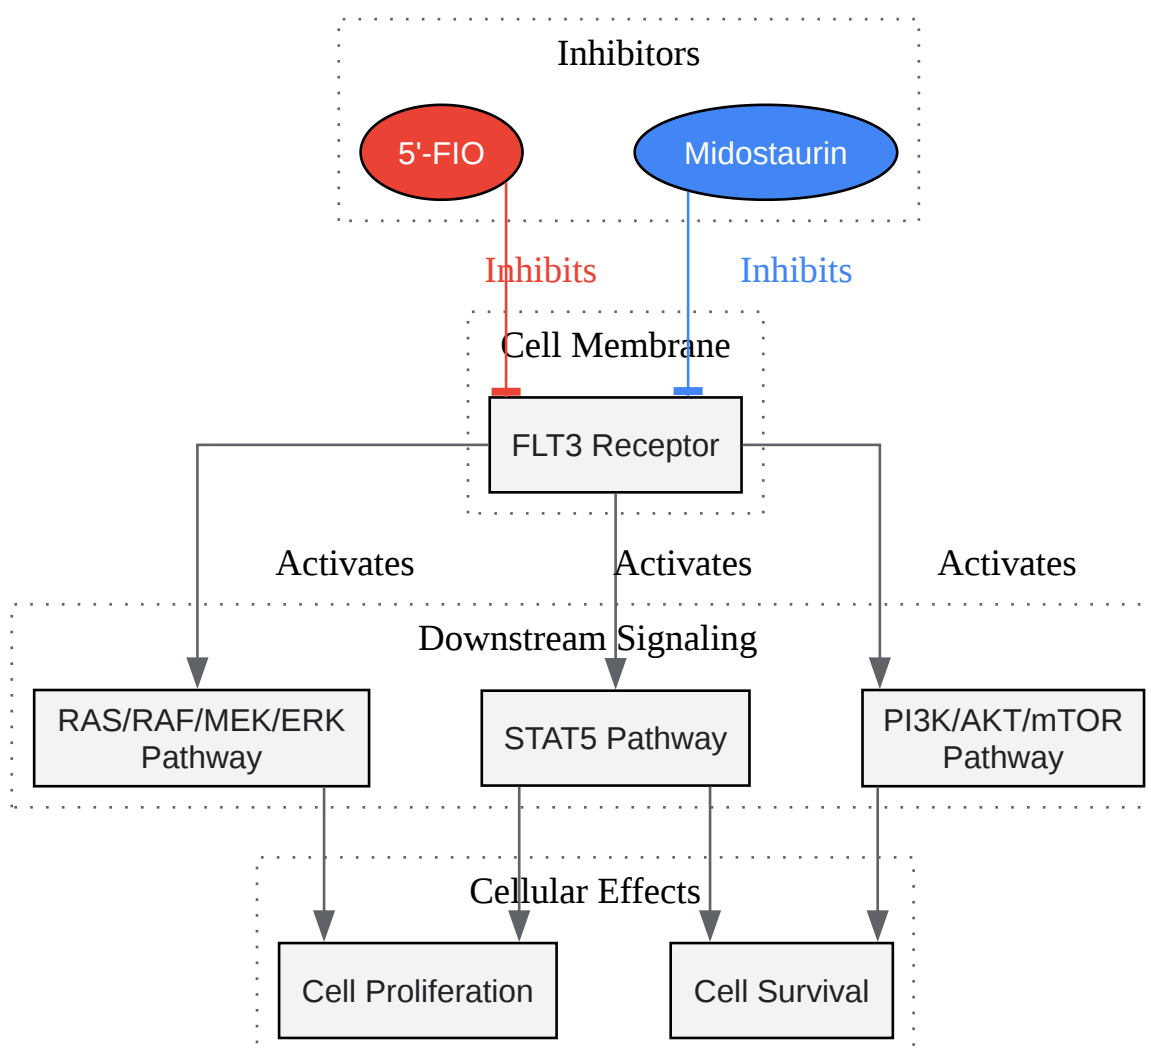 Inhibitors
5'-FIO
Midostaurin
Inhibits
Inhibits
Cell Membrane
FLT3 Receptor
Activates
Activates
Activates
Downstream Signaling
RAS/RAF/MEK/ERK
Pathway
STAT5 Pathway
PI3K/AKT/mTOR
Pathway
Cellular Effects
Cell Proliferation
Cell Survival